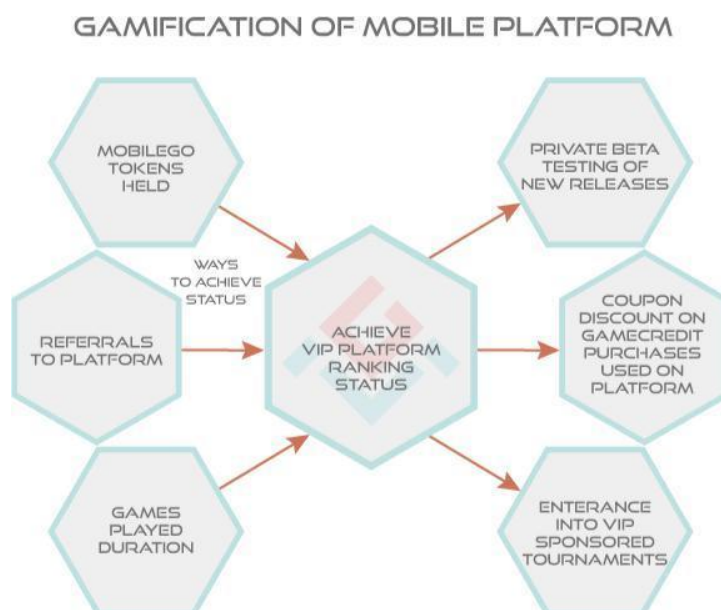 GAMIFICATION OF MOBILE PLATFORM
MOBILEGO
TOKENS
HELD
PRIVATE BETA
TESTING OF
NEW RELEASES
WAYS
TO ACHIEVE
STATUS
REFERRALS
TO PLATFORM
ACHIEVE
VIP PLATFORM
RANKING
STATUS
COUPON
DISCOUNT ON
GAMECREDIT
PURCHASES
USED ON
PLATFORM
GAMES
PLAYED
DURATION
ENTERANCE
INTO VIP
SPONSORED
TOURNAMENTS